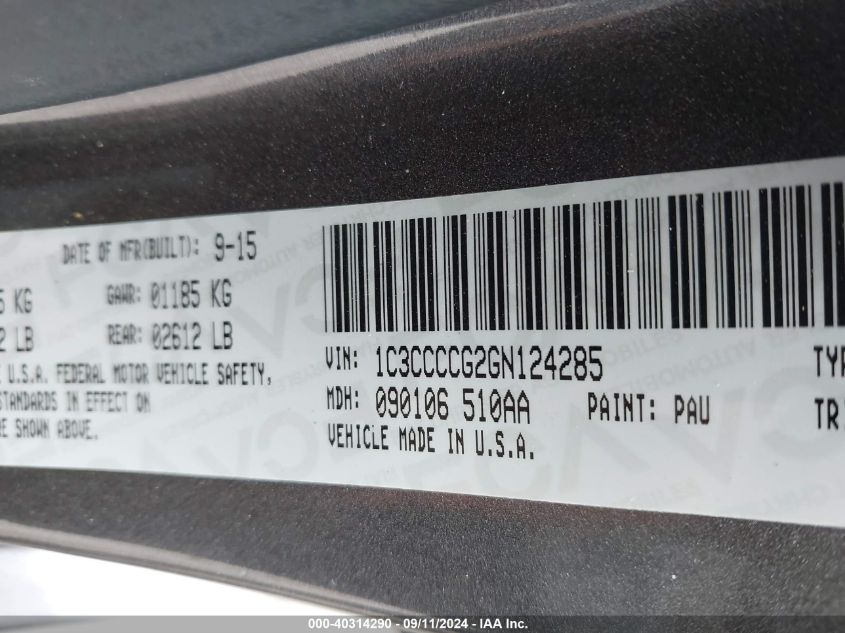 DATE OF MFR(BUILT): 9-15
KG GAWR: 01185 KG
LB REAR: 02612 LB
U.S.A. FEDERAL MOTOR VEHICLE SAFETY,
STANDARDS IN EFFECT ON
SHOWN ABOVE.
VIN: 1C3CCCCG2GN124285
MDH: 090106 510AA PAINT: PAU
VEHICLE MADE IN U.S.A.
000-40314290 - 09/11/2024 - IAA Inc.